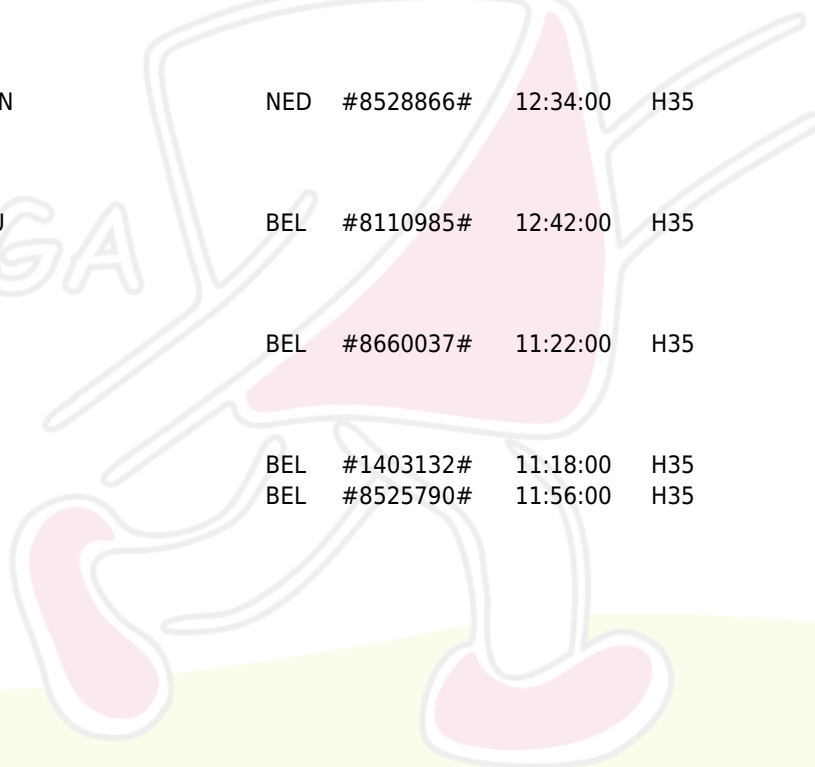 N NED #8528866# 12:34:00 H35
BEL #8110985# 12:42:00 H35
GA
BEL #8660037# 11:22:00 H35
BEL #1403132# 11:18:00 H35
BEL #8525790# 11:56:00 H35